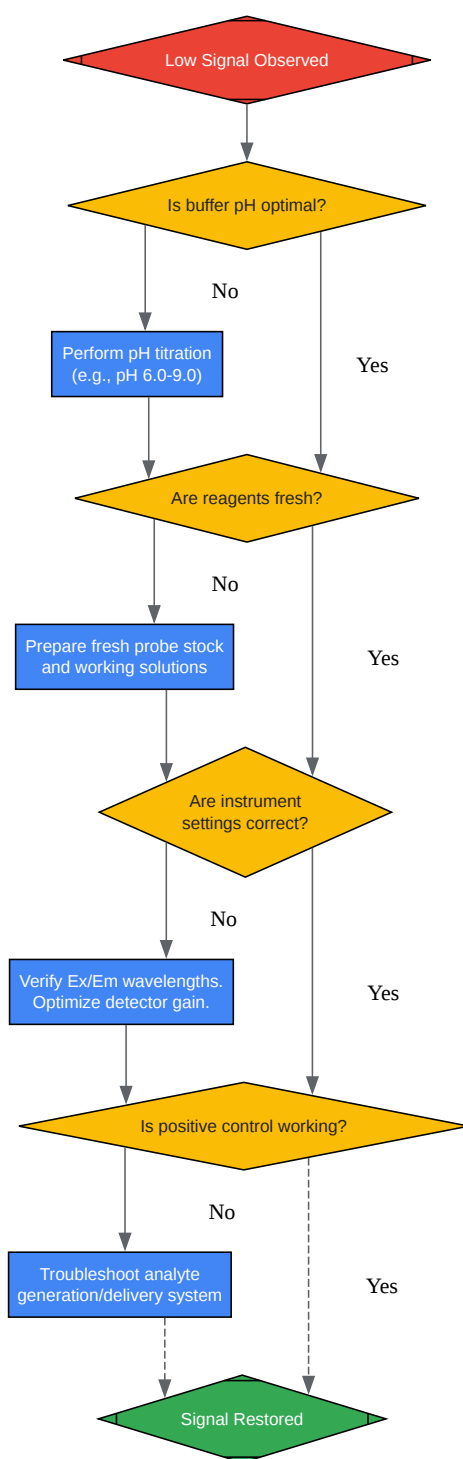 Low Signal Observed
Is buffer pH optimal?
No
Perform pH titration
(e.g., pH 6.0-9.0)
Yes
Are reagents fresh?
No
Prepare fresh probe stock
and working solutions
Yes
Are instrument
settings correct?
No
Verify Ex/Em wavelengths.
Optimize detector gain.
Yes
Is positive control working?
No
Troubleshoot analyte
generation/delivery system
Yes
Signal Restored